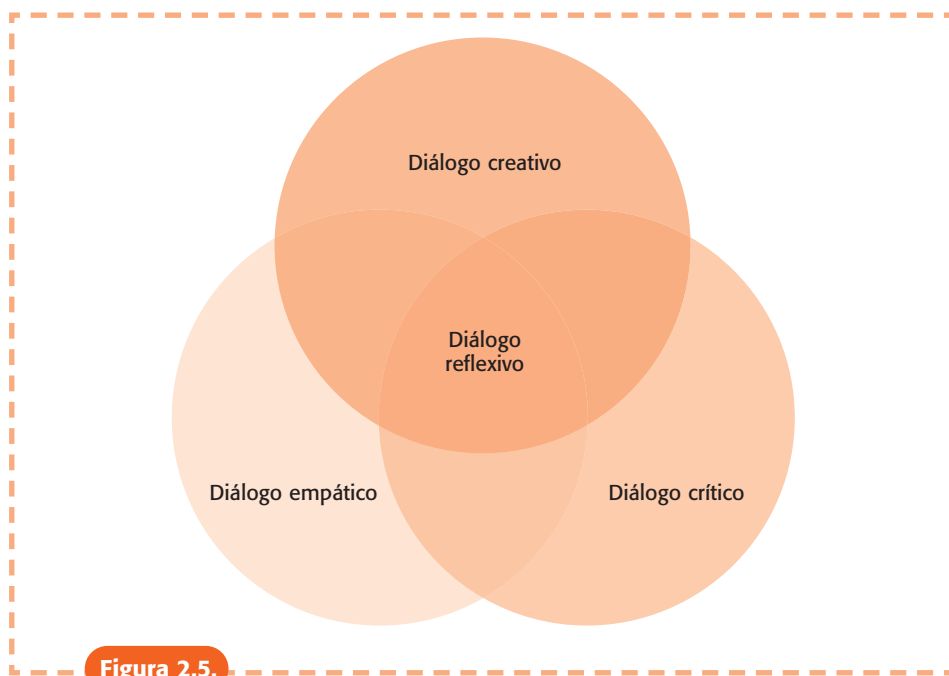 Diálogo creativo
Diálogo
reflexivo
Diálogo empático
Diálogo crítico
Figura 2.5.